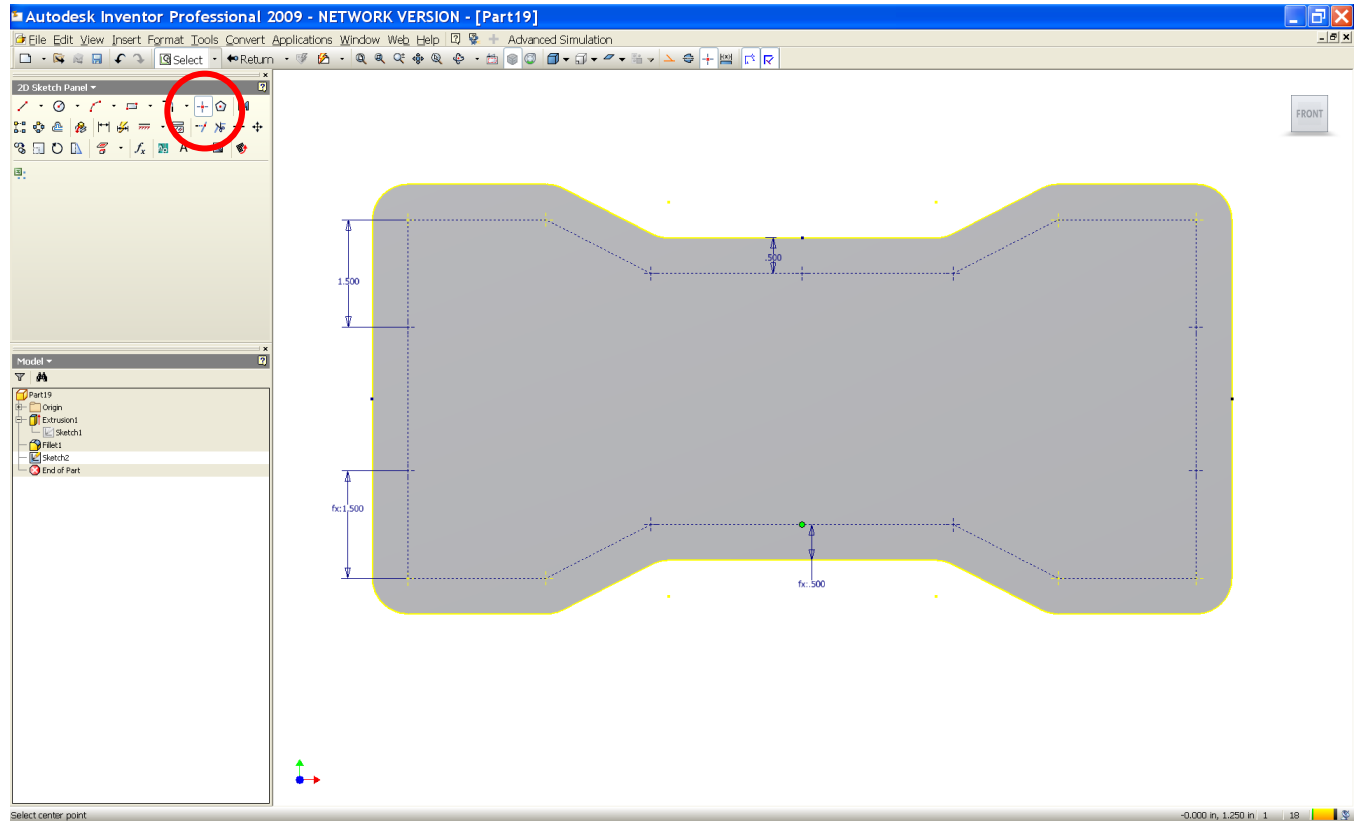 Autodesk Inventor Professional 2009 - NETWORK VERSION - [Part19]
File Edit View Insert Format Tools Convert Applications Window Web Help Advanced Simulation
Select Return
2D Sketch Panel
FRONT
Model
Part19
Origin
Extrusion1
Sketch1
Fillet1
Sketch2
End of Part
.500
1.500
fx:1.500
fx:.500
Select center point
-0.000 in, 1.250 in 1 18